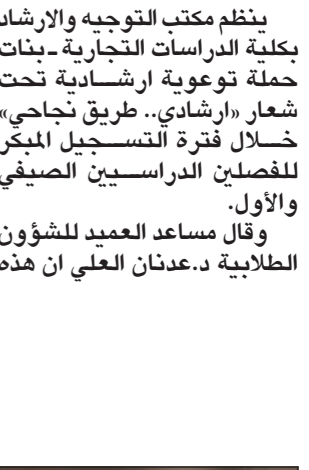 ينظم مكتب التوجيه والارشاد
بكلية الدراسات التجارية ـ بنات
حملة توعوية ارشادية تحت
شعار «ارشادي.. طريق نجاحي»
خلال فترة التسجيل المبكر
للفصلين الدراسيين الصيفي
والأول.
وقال مساعد العميد للشؤون
الطلابية د.عدنان العلي ان هذه